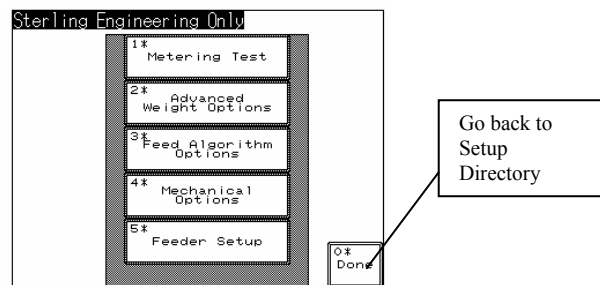 Sterling Engineering Only
1*
Metering Test
2*
Advanced
Weight Options
3*
Feed Algorithm
Options
4*
Mechanical
Options
5*
Feeder Setup
0*
Done
Go back to
Setup
Directory